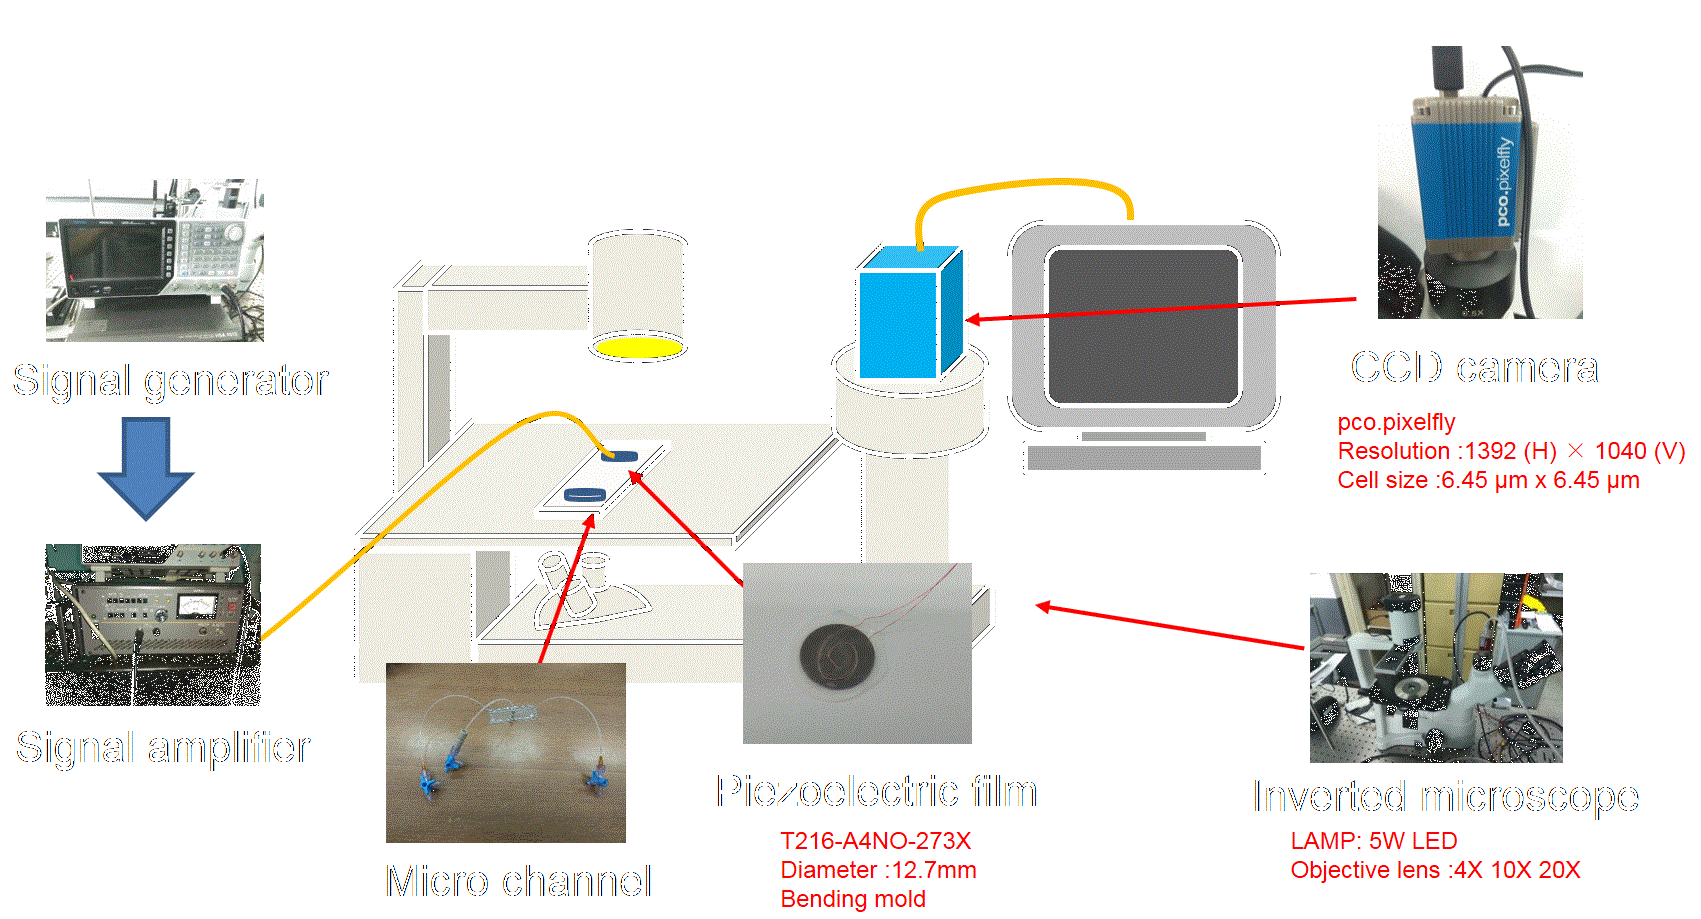 Signal generator
Signal amplifier
Micro channel
Piezoelectric film
T216-A4NO-273X
Diameter :12.7mm
Bending mold
pco.pixelfly
CCD camera
pco.pixelfly
Resolution :1392 (H) × 1040 (V)
Cell size :6.45 µm x 6.45 µm
Inverted microscope
LAMP: 5W LED
Objective lens :4X 10X 20X